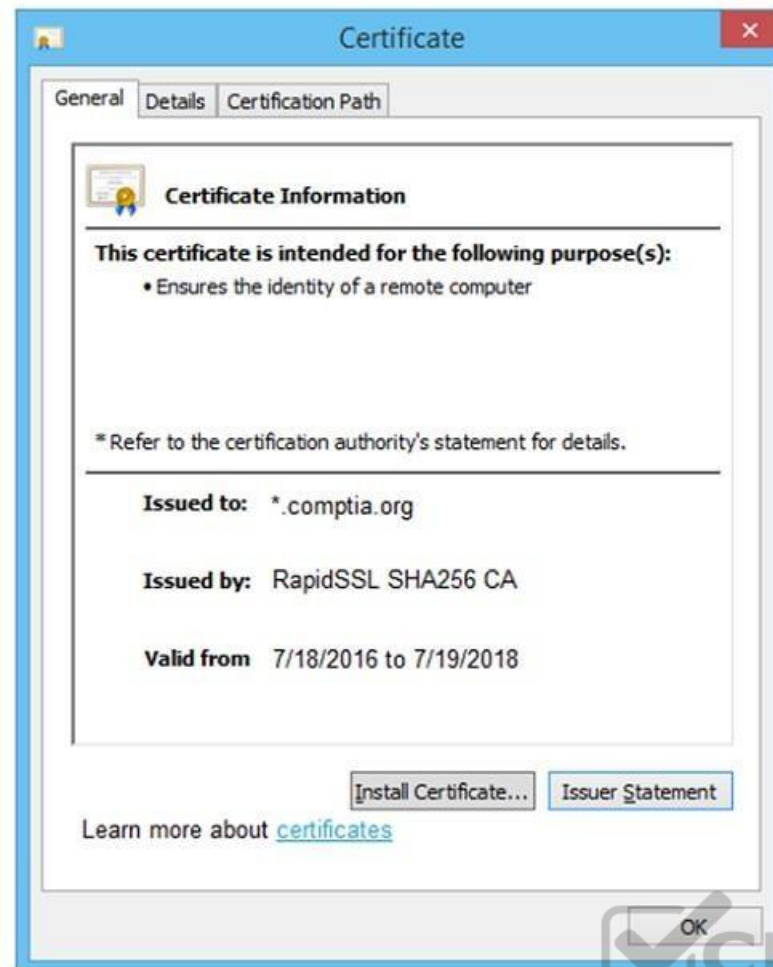 Certificate
General Details Certification Path
Certificate Information
This certificate is intended for the following purpose(s):
• Ensures the identity of a remote computer
* Refer to the certification authority's statement for details.
Issued to: *.comptia.org
Issued by: RapidSSL SHA256 CA
Valid from 7/18/2016 to 7/19/2018
Install Certificate... Issuer Statement
Learn more about certificates
OK